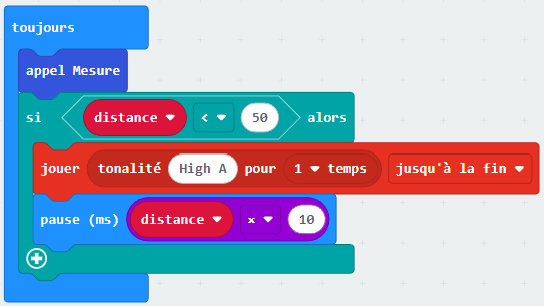 toujours
appel Mesure
si distance < 50 alors
jouer tonalité High A pour 1 temps jusqu'à la fin
pause (ms) distance × 10